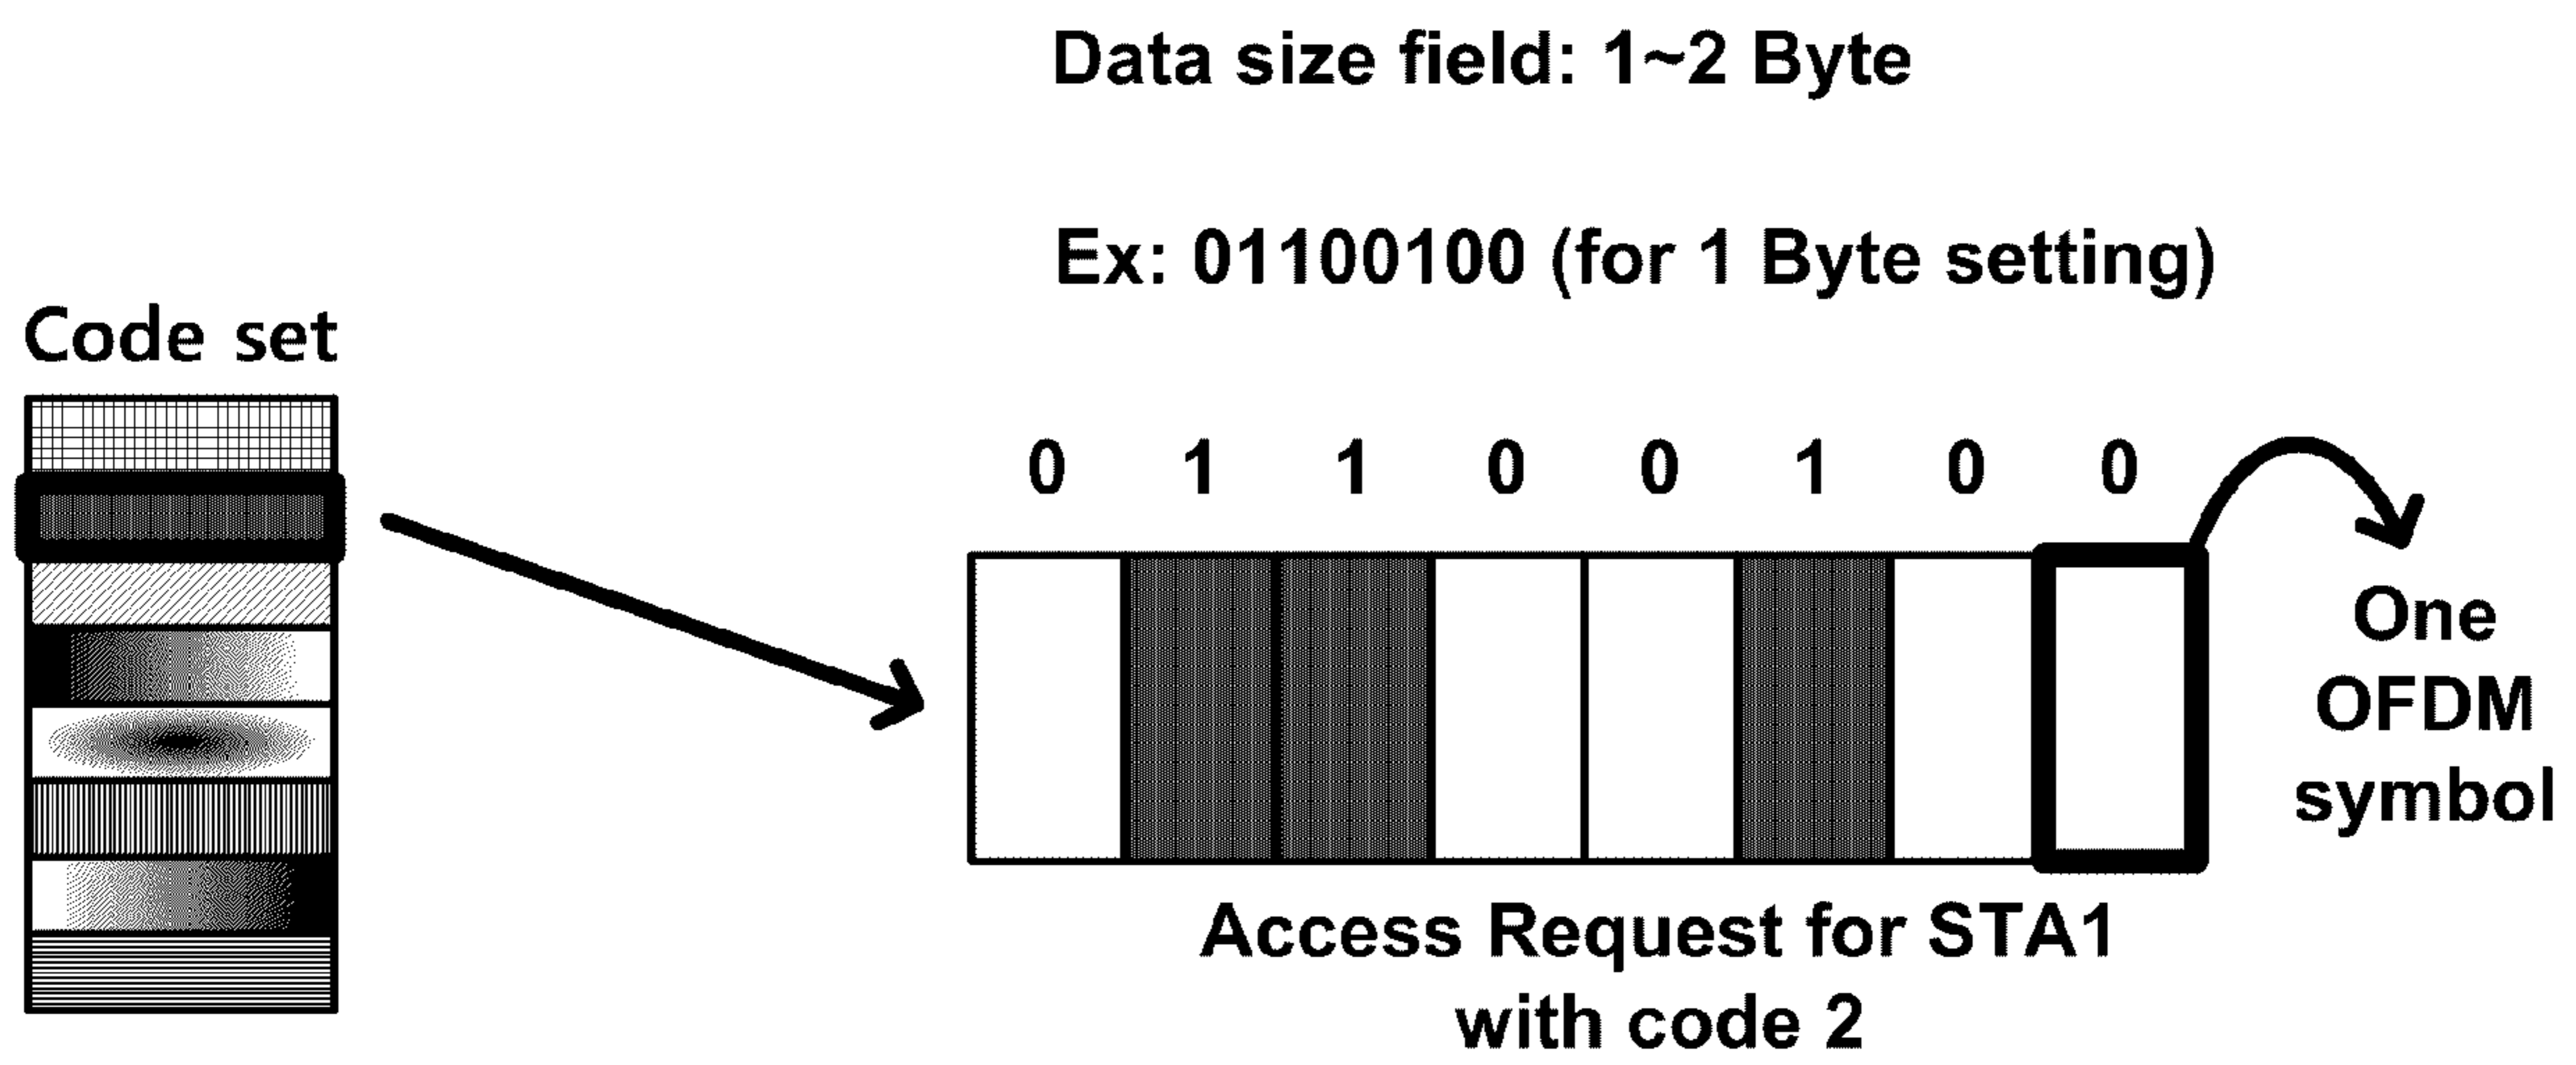 Data size field: 1~2 Byte
Ex: 01100100 (for 1 Byte setting)
Code set
0 1 1 0 0 1 0 0
One
OFDM
symbol
Access Request for STA1
with code 2